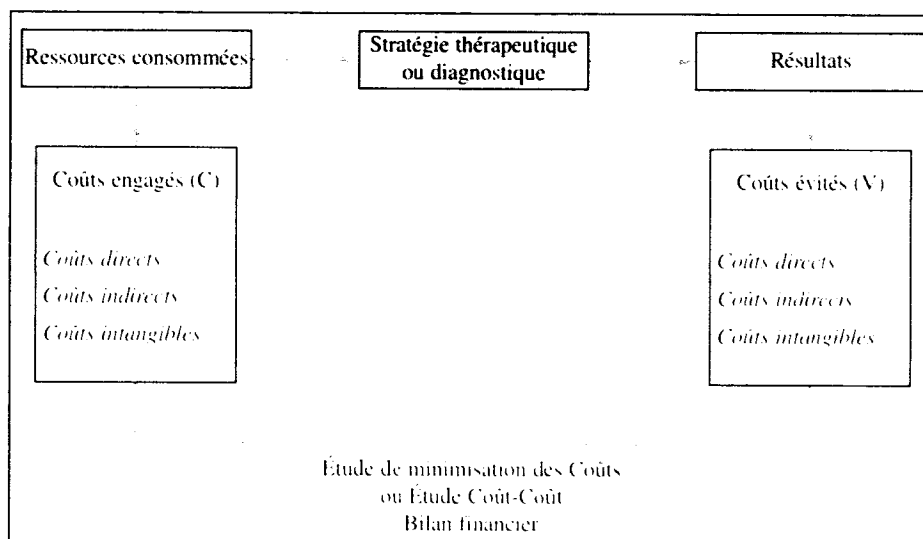 Ressources consommées
Stratégie thérapeutique
ou diagnostique
Résultats
Coûts engagés (C)
Coûts directs
Coûts indirects
Coûts intangibles
Coûts évités (V)
Coûts directs
Coûts indirects
Coûts intangibles
Étude de minimisation des Coûts
ou Étude Coût-Coût
Bilan financier